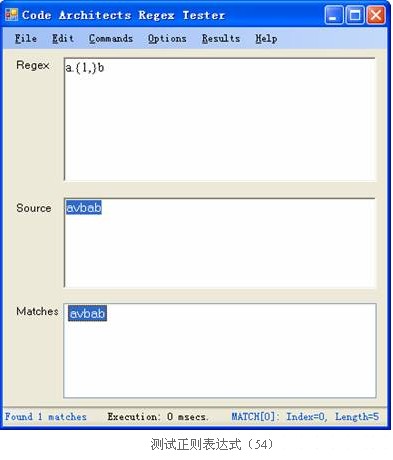 Code Architects Regex Tester
File Edit Commands Options Results Help
Regex
a.{1,}b
Source
avbab
Matches
avbab
Found 1 matches Execution: 0 msecs. MATCH[0]: Index=0, Length=5
测试正则表达式（54）